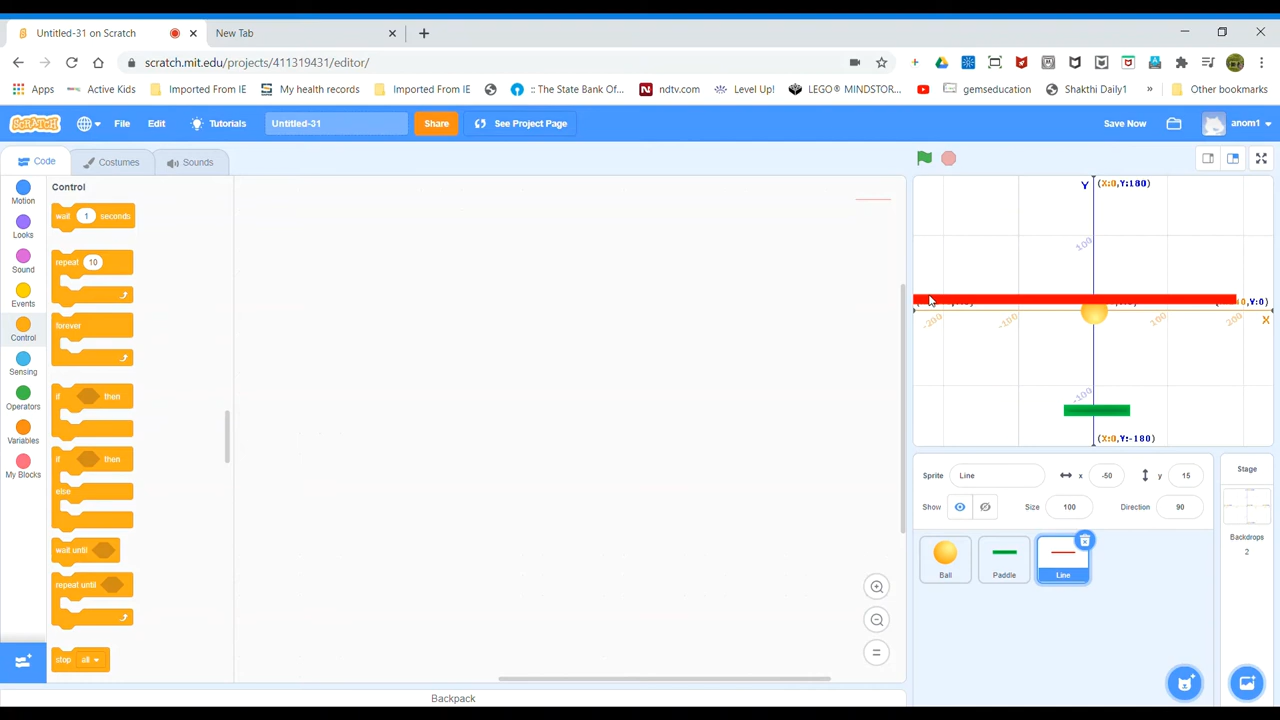 Untitled-31 on Scratch
New Tab
scratch.mit.edu/projects/411319431/editor/
Apps
Active Kids
Imported From IE
My health records
Imported From IE
:: The State Bank Of...
ndtv.com
Level Up!
LEGO® MINDSTOR...
gemseducation
Shakthi Daily1
»
Other bookmarks
SCRATCH
File
Edit
Tutorials
Untitled-31
Share
See Project Page
Save Now
anom1
Code
Costumes
Sounds
Motion
Looks
Sound
Events
Control
Sensing
Operators
Variables
My Blocks
Control
wait 1 seconds
repeat 10
forever
if then
if then
else
wait until
repeat until
stop all
Backpack
Y
(X:0,Y:180)
100
0,Y:0)
-200
-100
100
200
X
-100
(X:0,Y:-180)
Sprite
Line
x
-50
y
15
Show
Size
100
Direction
90
Ball
Paddle
Line
Stage
Backdrops
2